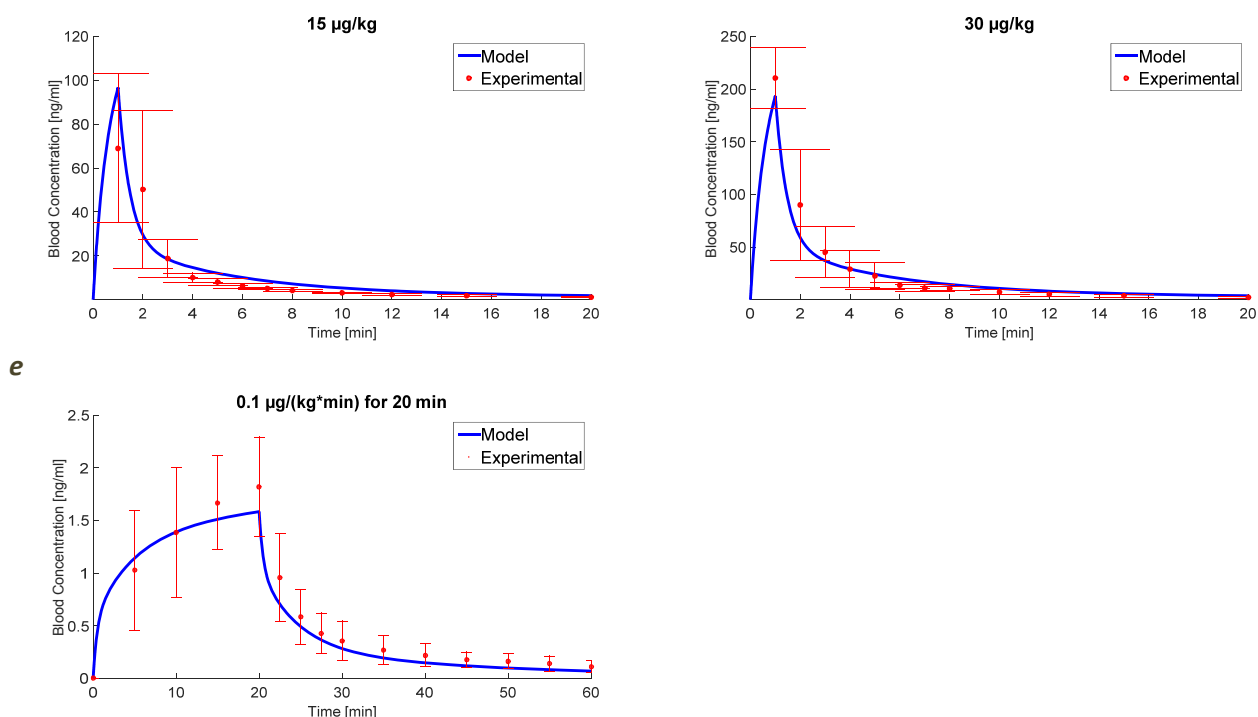 15 µg/kg
120
100
80
60
40
20
Blood Concentration [ng/ml]
Model
Experimental
0 2 4 6 8 10 12 14 16 18 20
Time [min]
30 µg/kg
250
200
150
100
50
Blood Concentration [ng/ml]
Model
Experimental
0 2 4 6 8 10 12 14 16 18 20
Time [min]
e
0.1 µg/(kg*min) for 20 min
2.5
2
1.5
1
0.5
0
Blood Concentration [ng/ml]
Model
Experimental
0 10 20 30 40 50 60
Time [min]